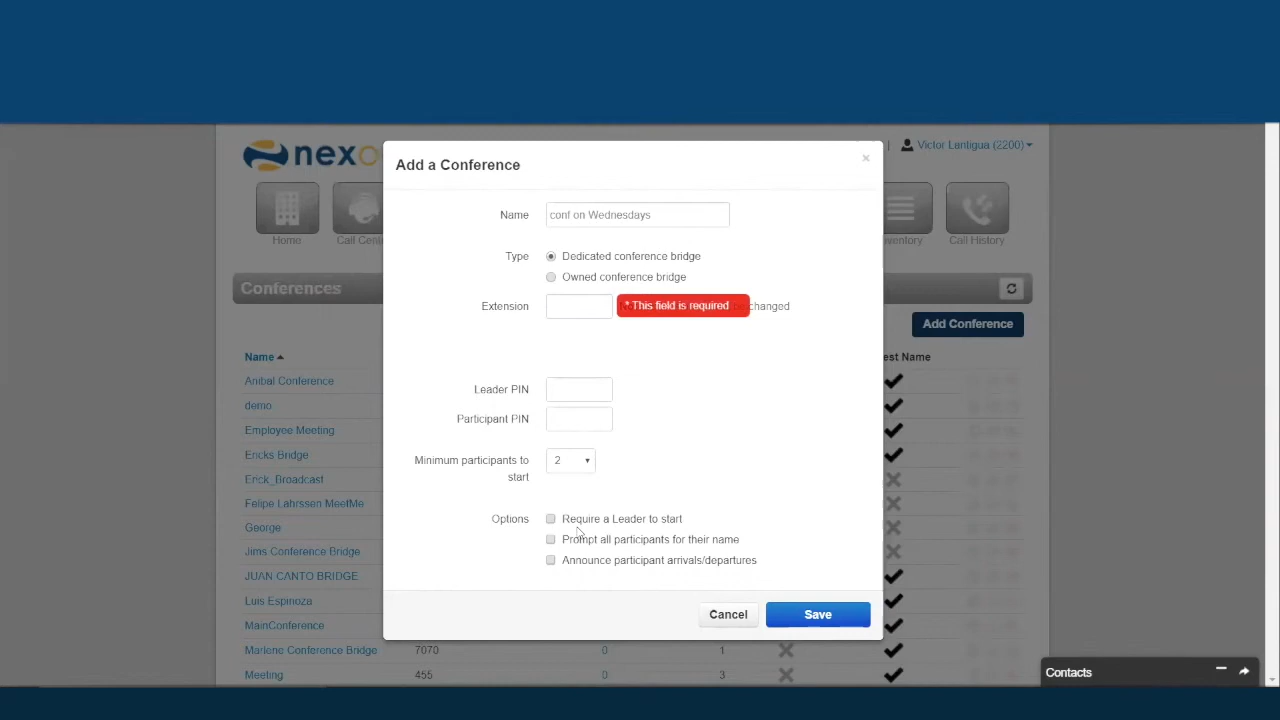 nexo
Victor Lantigua (2200)
Home
Call History
Conferences
Add Conference
Name
est Name
Anibal Conference
demo
Employee Meeting
Ericks Bridge
Erick_Broadcast
Felipe Lahrssen MeetMe
George
Jims Conference Bridge
JUAN CANTO BRIDGE
Luis Espinoza
MainConference
Marlene Conference Bridge 7070 0 1
Meeting 455 0 3
Add a Conference
×
Name conf on Wednesdays
Type Dedicated conference bridge
Owned conference bridge
Extension * This field is required changed
Leader PIN
Participant PIN
Minimum participants to 2
start
Options Require a Leader to start
Prompt all participants for their name
Announce participant arrivals/departures
Cancel Save
Contacts